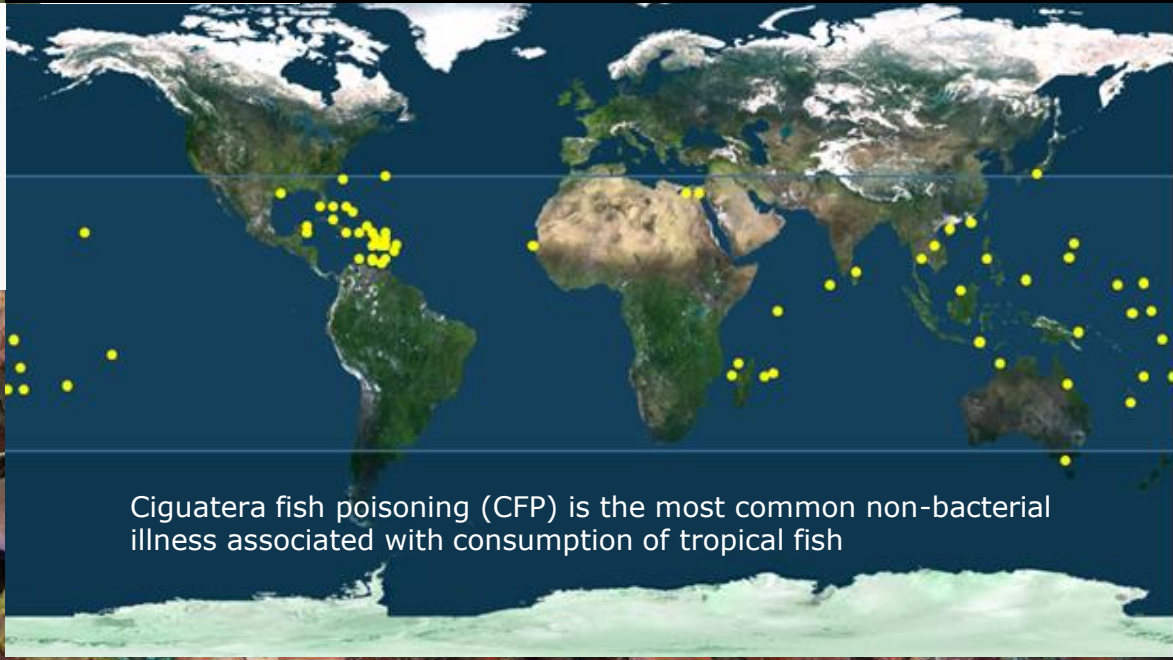 Ciguatera fish poisoning (CFP) is the most common non-bacterial
illness associated with consumption of tropical fish